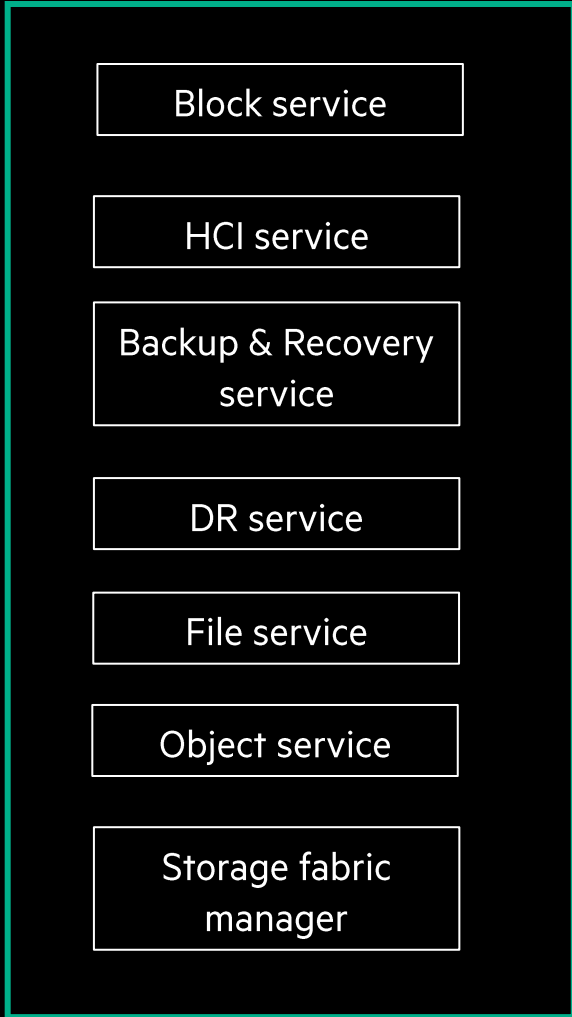 Block service
HCI service
Backup & Recovery
service
DR service
File service
Object service
Storage fabric
manager